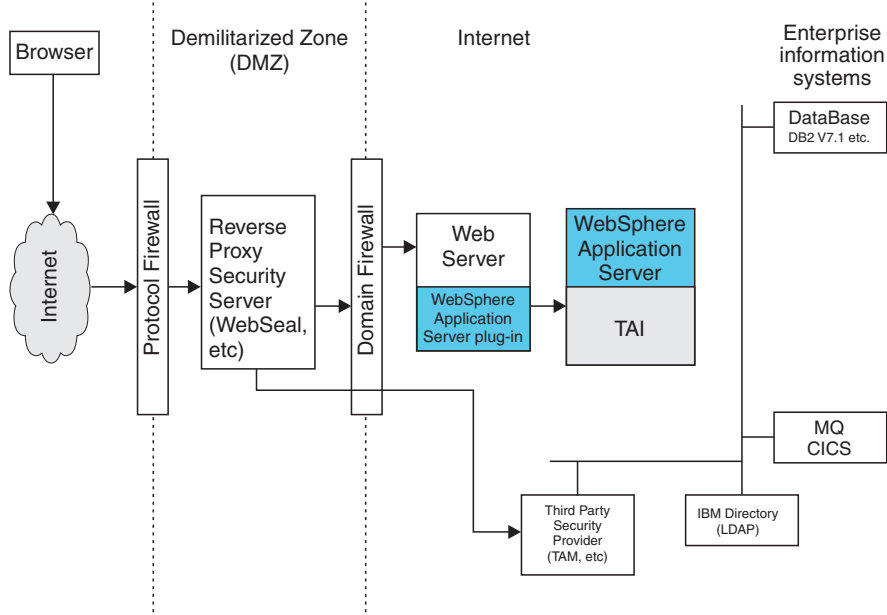 Browser
Demilitarized Zone
(DMZ)
Internet
Enterprise
information
systems
DataBase
DB2 V7.1 etc.
Internet
Protocol Firewall
Reverse
Proxy
Security
Server
(WebSeal,
etc)
Domain Firewall
Web
Server
WebSphere
Application
Server plug-in
WebSphere
Application
Server
TAI
MQ
CICS
Third Party
Security
Provider
(TAM, etc)
IBM Directory
(LDAP)